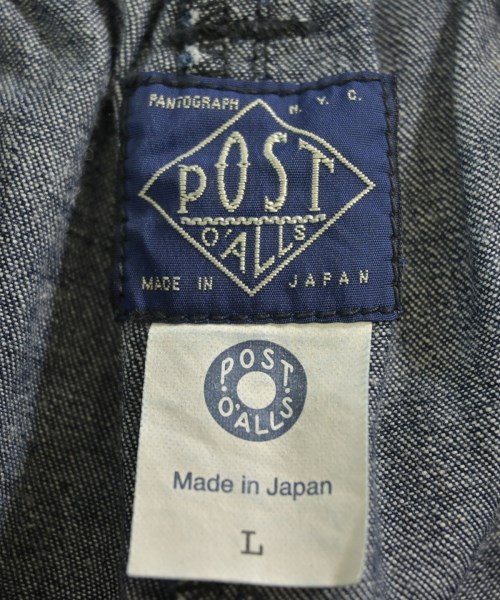 PANTOGRAPH N. Y. C.
POST
O'ALLS
MADE IN JAPAN
POST
O'ALLS
Made in Japan
L